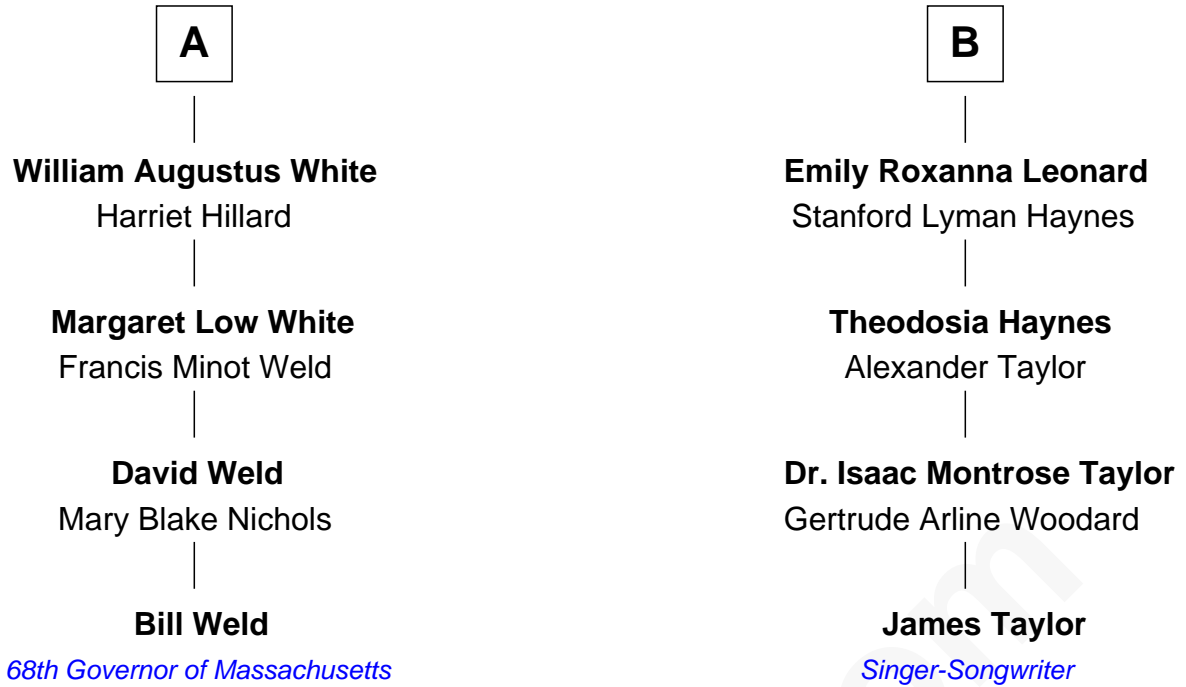 A
William Augustus White
Harriet Hillard
Margaret Low White
Francis Minot Weld
David Weld
Mary Blake Nichols
Bill Weld
68th Governor of Massachusetts
B
Emily Roxanna Leonard
Stanford Lyman Haynes
Theodosia Haynes
Alexander Taylor
Dr. Isaac Montrose Taylor
Gertrude Arline Woodard
James Taylor
Singer-Songwriter